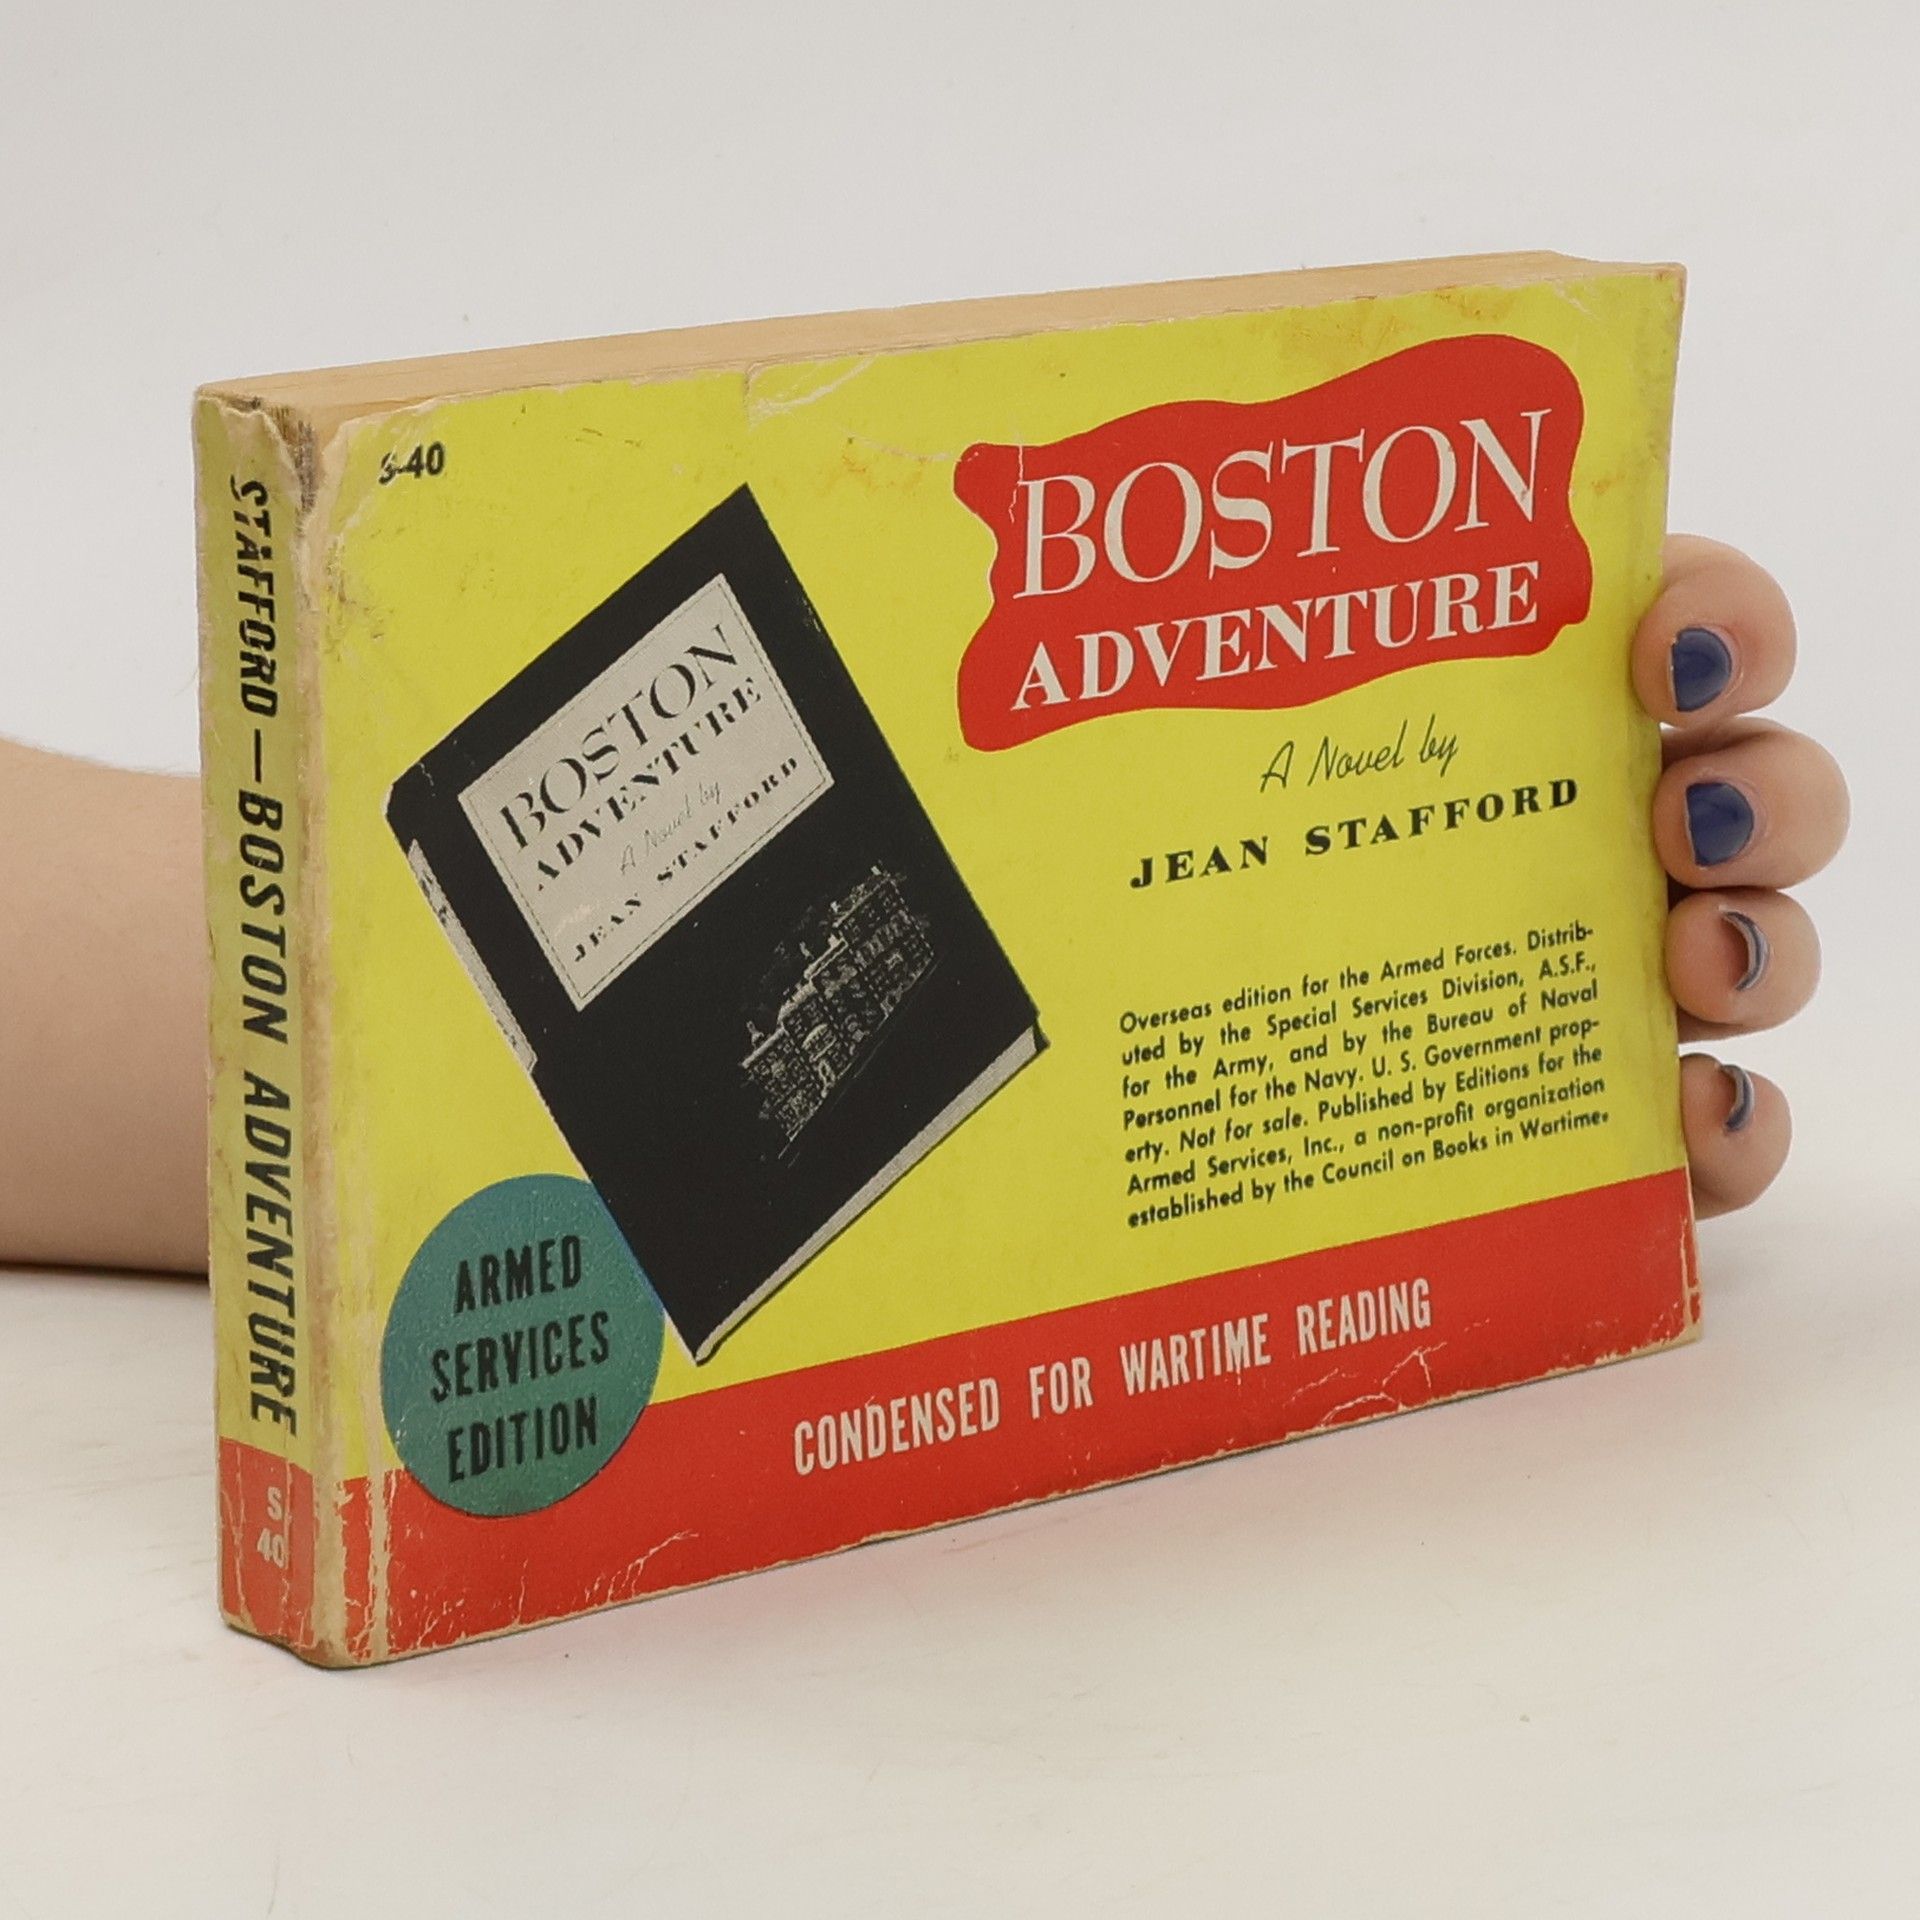 STAFFORD — BOSTON ADVENTURE
S
40
S-40
BOSTON
ADVENTURE
A Novel by
JEAN STAFFORD
BOSTON
ADVENTURE
A Novel by
JEAN STAFFORD
Overseas edition for the Armed Forces. Distrib-
uted by the Special Services Division, A.S.F.,
for the Army, and by the Bureau of Naval
Personnel for the Navy. U. S. Government prop-
erty. Not for sale. Published by Editions for the
Armed Services, Inc., a non-profit organization
established by the Council on Books in Wartime.
ARMED
SERVICES
EDITION
CONDENSED FOR WARTIME READING